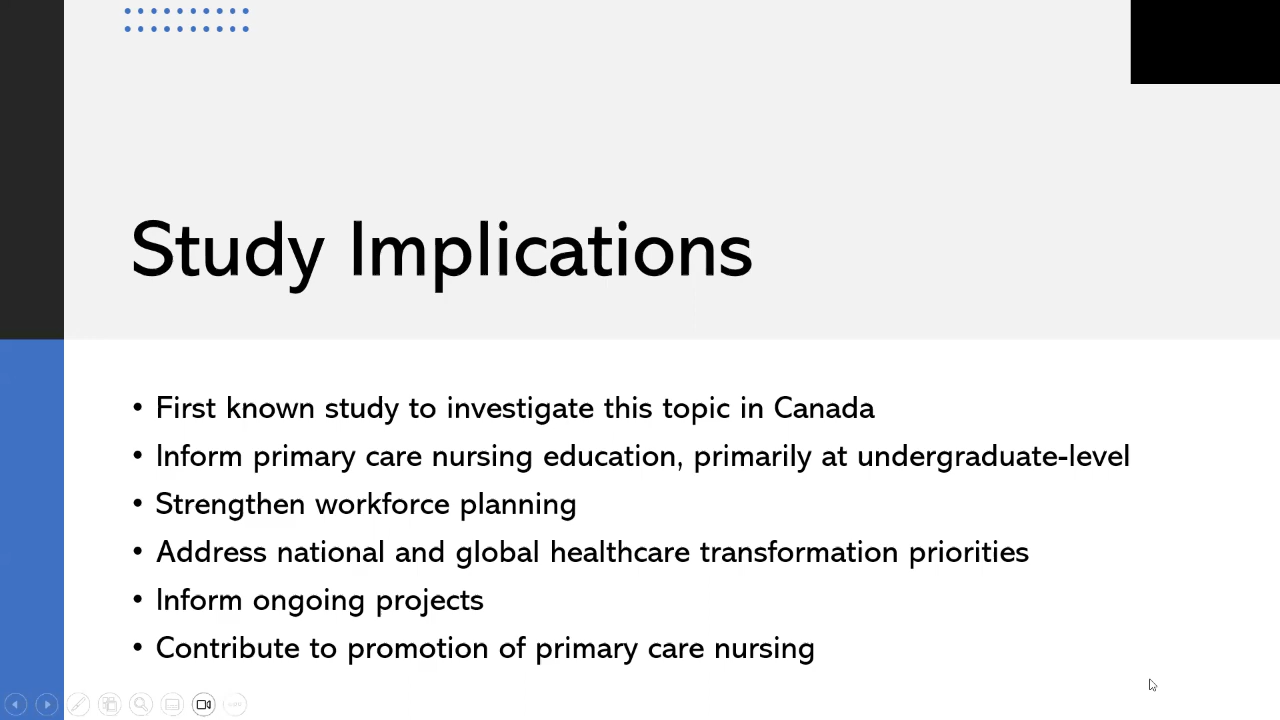 Study Implications
• First known study to investigate this topic in Canada
• Inform primary care nursing education, primarily at undergraduate-level
• Strengthen workforce planning
• Address national and global healthcare transformation priorities
• Inform ongoing projects
• Contribute to promotion of primary care nursing